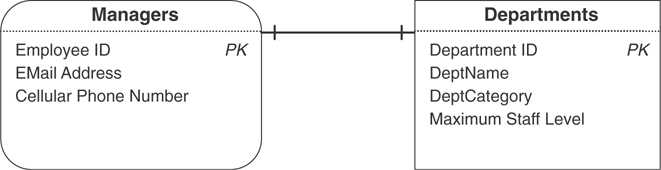 Managers
Employee ID PK
EMail Address
Cellular Phone Number
Departments
Department ID PK
DeptName
DeptCategory
Maximum Staff Level